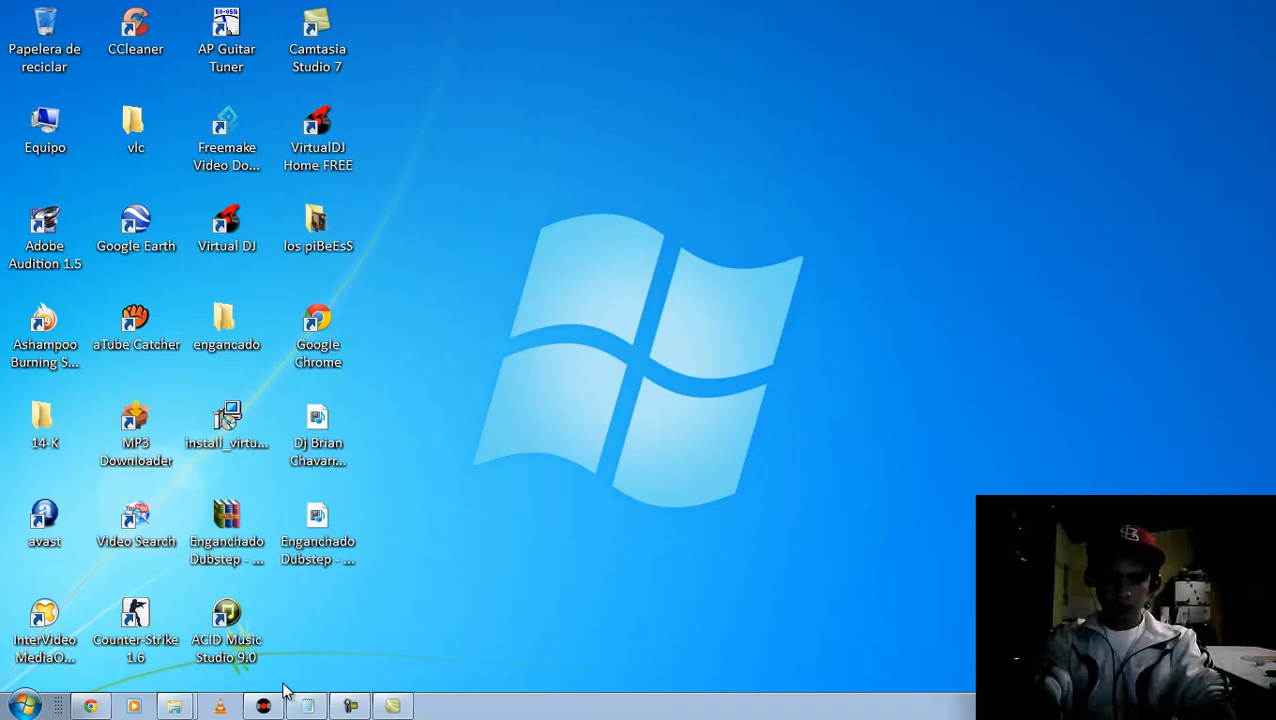 Papelera de
reciclar
CCleaner
AP Guitar
Tuner
Camtasia
Studio 7
Equipo
vlc
Freemake
Video Do...
VirtualDJ
Home FREE
Adobe
Audition 1.5
Google Earth
Virtual DJ
los piBeEsS
Ashampoo
Burning S...
aTube Catcher
engancado
Google
Chrome
14-K
MP3
Downloader
install_virtu...
Dj Brian
Chavarr...
avast
Video Search
Enganchado
Dubstep - ...
Enganchado
Dubstep - ...
InterVideo
MediaO...
Counter-Strike
1.6
ACID Music
Studio 9.0